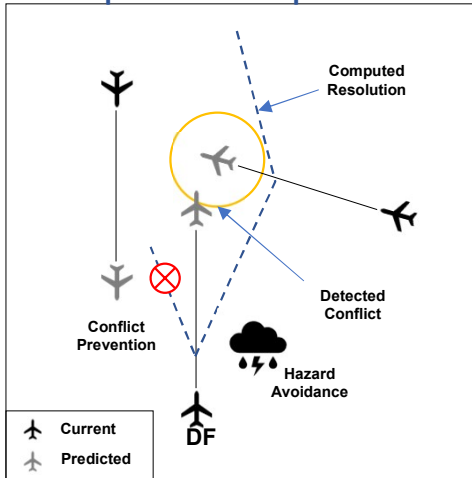 Computed
Resolution
Detected
Conflict
Conflict
Prevention
Hazard
Avoidance
DF
Current
Predicted